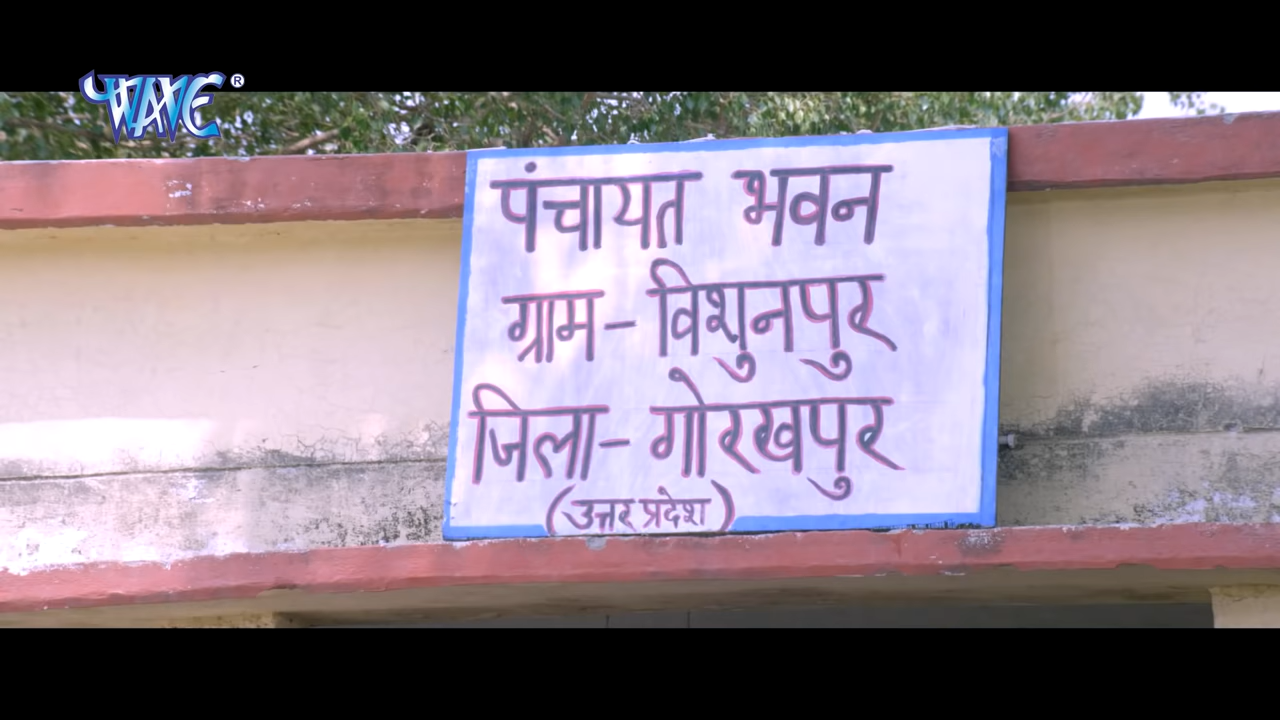 WAVE®
पंचायत भवन
ग्राम - विशुनपुर
जिला - गोरखपुर
(उत्तर प्रदेश)